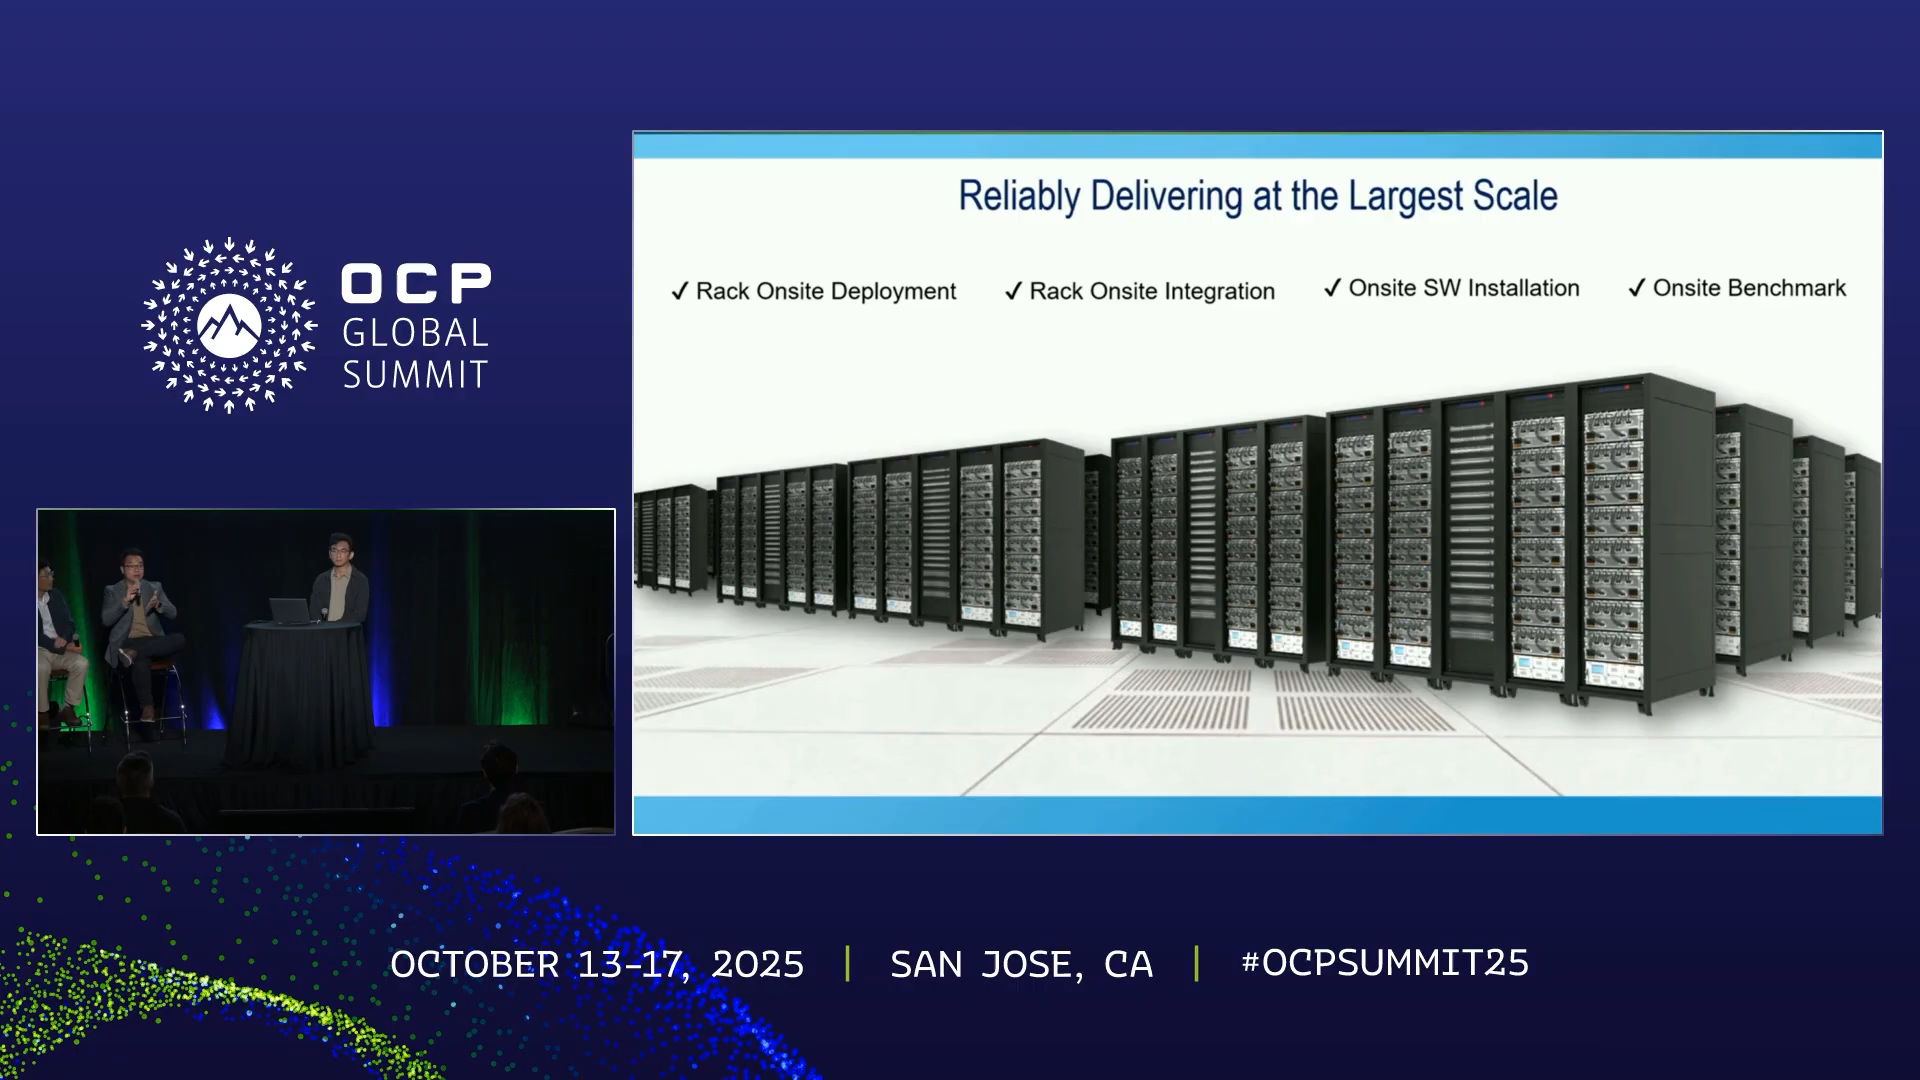 OCP
GLOBAL
SUMMIT
Reliably Delivering at the Largest Scale
✓ Rack Onsite Deployment
✓ Rack Onsite Integration
✓ Onsite SW Installation
✓ Onsite Benchmark
OCTOBER 13-17, 2025 | SAN JOSE, CA | #OCPSUMMIT25